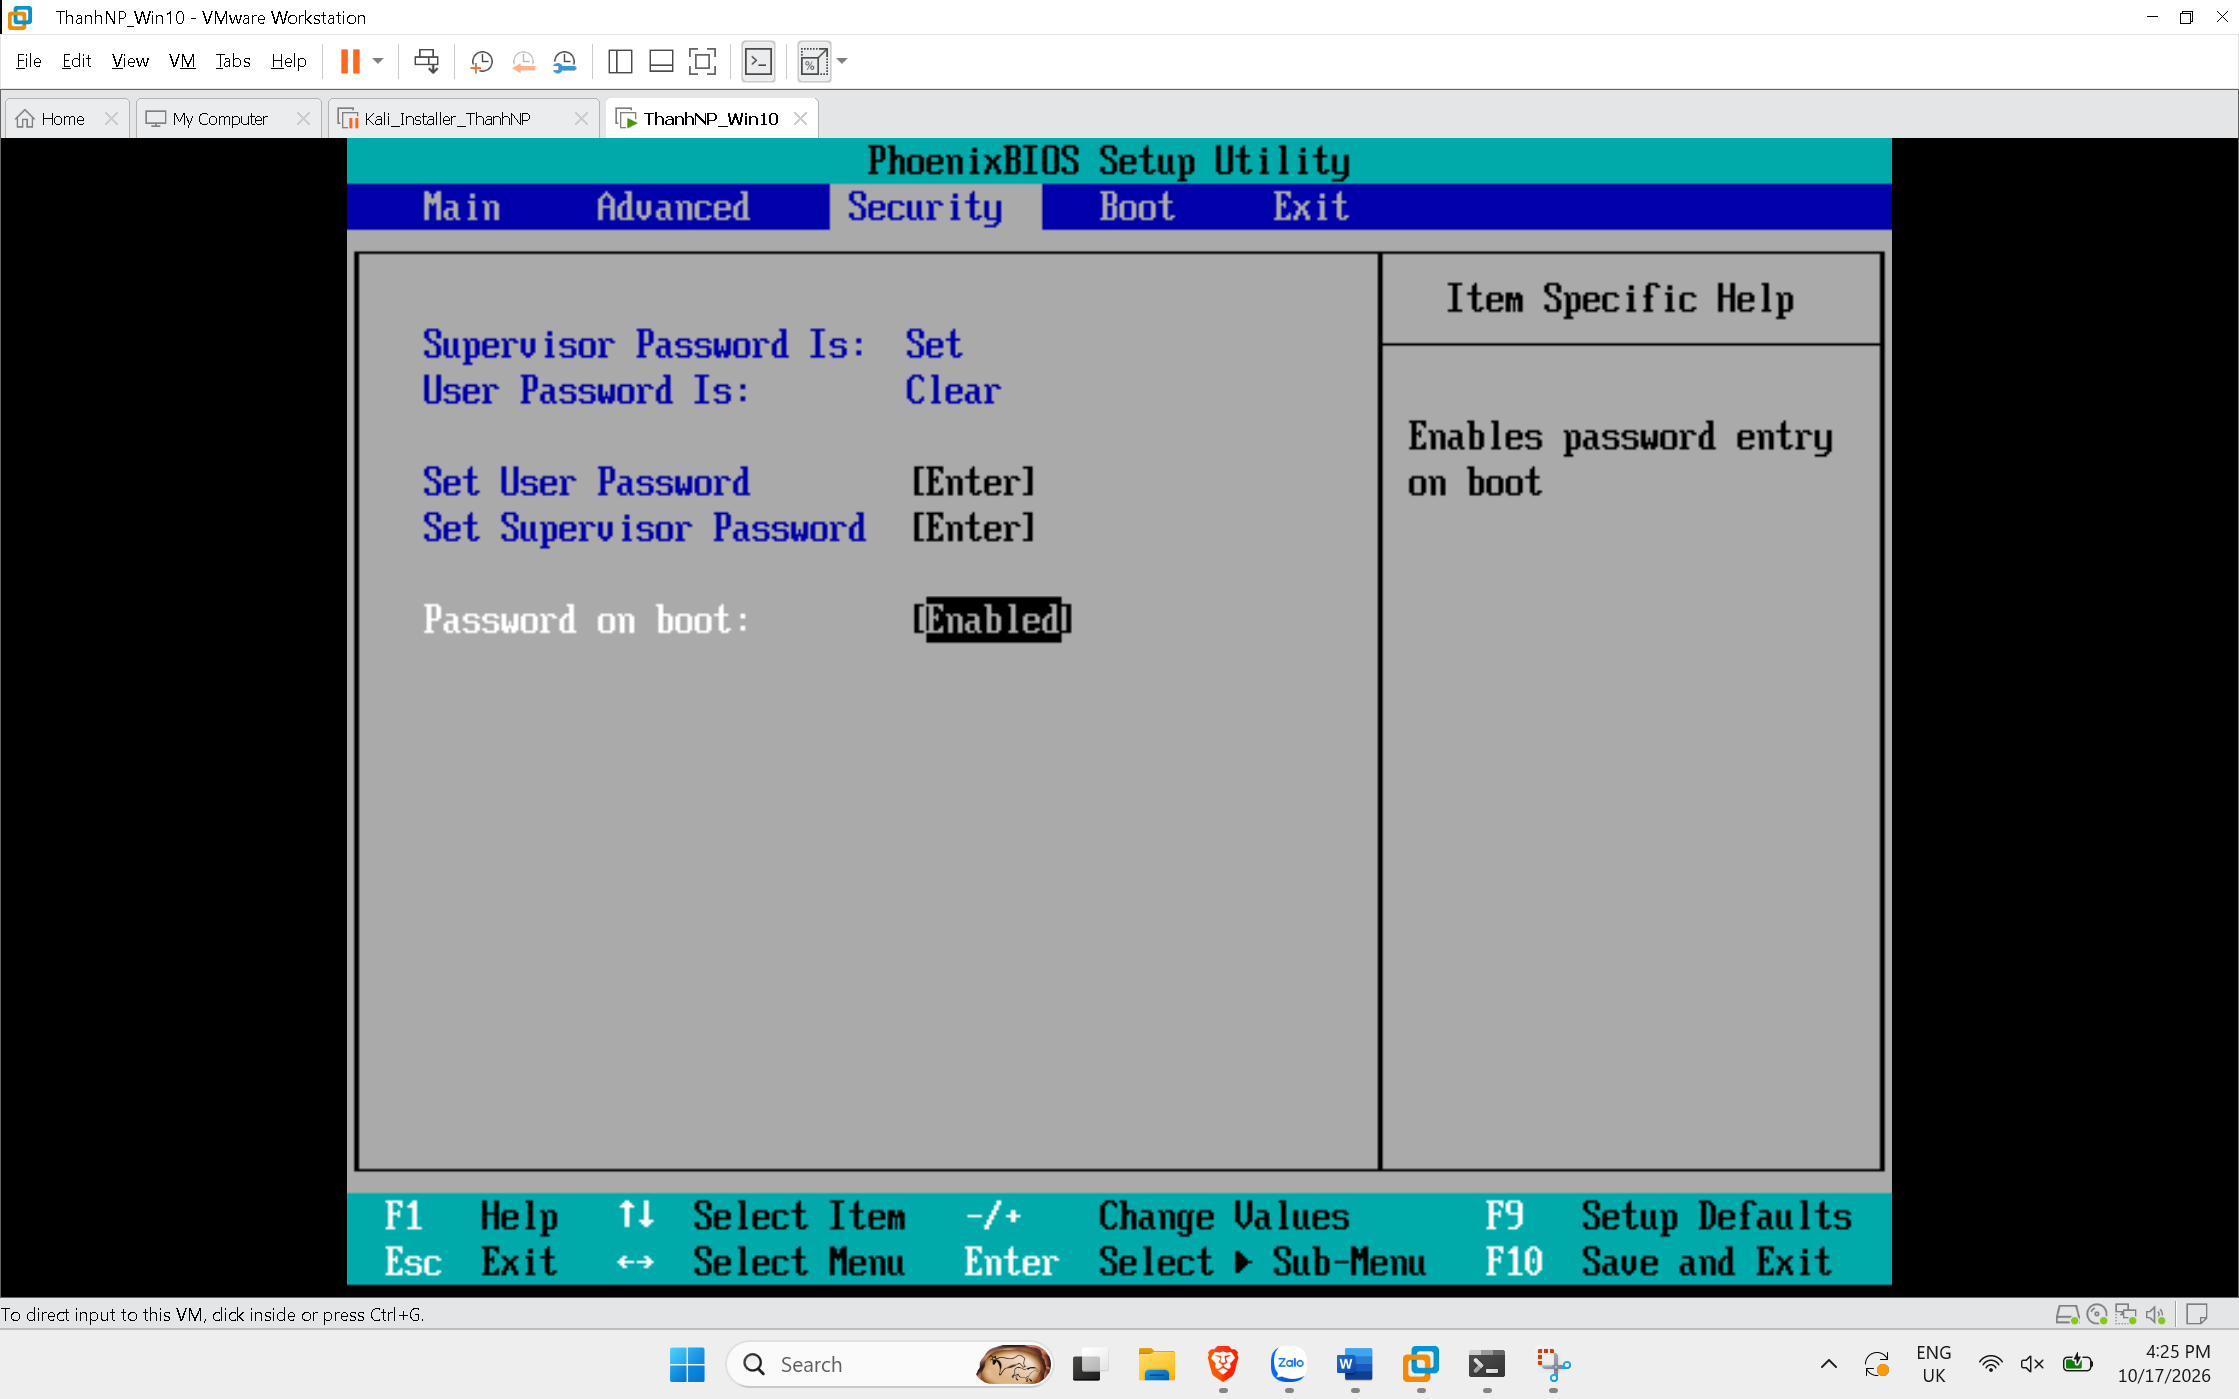 ThanhNP_Win10 - VMware Workstation
File Edit View VM Tabs Help
Home My Computer Kali_Installer_ThanhNP ThanhNP_Win10
PhoenixBIOS Setup Utility
Main Advanced Security Boot Exit
Item Specific Help
Supervisor Password Is: Set
User Password Is: Clear
Enables password entry
on boot
Set User Password [Enter]
Set Supervisor Password [Enter]
Password on boot: [Enabled]
F1 Help ↑↓ Select Item -/+ Change Values F9 Setup Defaults
Esc Exit ↔ Select Menu Enter Select ▶ Sub-Menu F10 Save and Exit
To direct input to this VM, click inside or press Ctrl+G.
Search
Zalo
W
ENG
UK
4:25 PM
10/17/2026